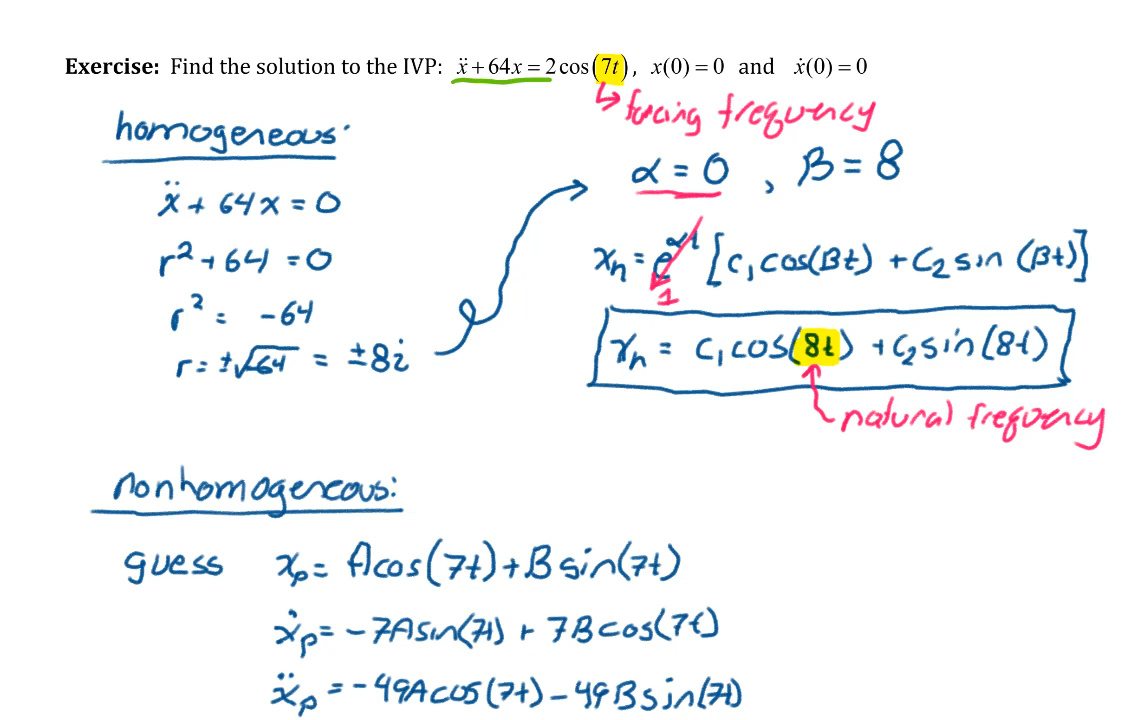 Exercise: Find the solution to the IVP: ẍ + 64x = 2cos(7t), x(0) = 0 and ẋ(0) = 0
↳ forcing frequency
homogeneous:
ẍ + 64x = 0
r² + 64 = 0
r² = -64
r = ±√-64 = ±8i
α = 0 , β = 8
xₕ = e^αt [c₁cos(βt) + c₂sin(βt)]
1
xₕ = c₁cos(8t) + c₂sin(8t)
natural frequency
nonhomogeneous:
guess xₚ = Acos(7t) + Bsin(7t)
ẋₚ = -7Asin(7t) + 7Bcos(7t)
ẍₚ = -49Acos(7t) - 49Bsin(7t)